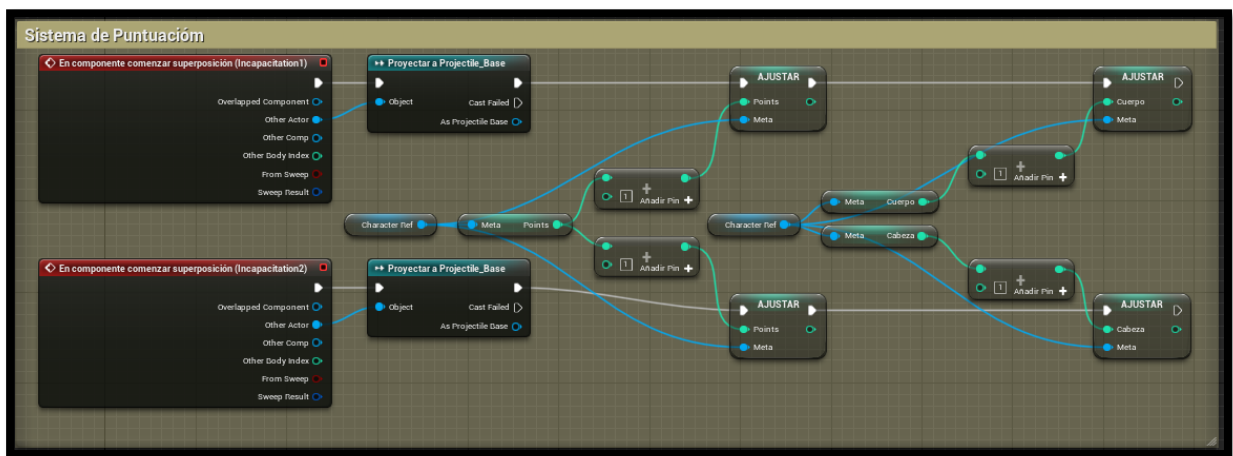 Sistema de Puntuacióm
En componente comenzar superposición (Incapacitation1)
Overlapped Component
Other Actor
Other Comp
Other Body Index
From Sweep
Sweep Result
Proyectar a Projectile_Base
Object
Cast Failed
As Projectile Base
AJUSTAR
Points
Meta
AJUSTAR
Cuerpo
Meta
1
Añadir Pin
1
Añadir Pin
Character Ref
Meta Points
Character Ref
Meta Cuerpo
Meta Cabeza
1
Añadir Pin
1
Añadir Pin
En componente comenzar superposición (Incapacitation2)
Overlapped Component
Other Actor
Other Comp
Other Body Index
From Sweep
Sweep Result
Proyectar a Projectile_Base
Object
Cast Failed
As Projectile Base
AJUSTAR
Points
Meta
AJUSTAR
Cabeza
Meta